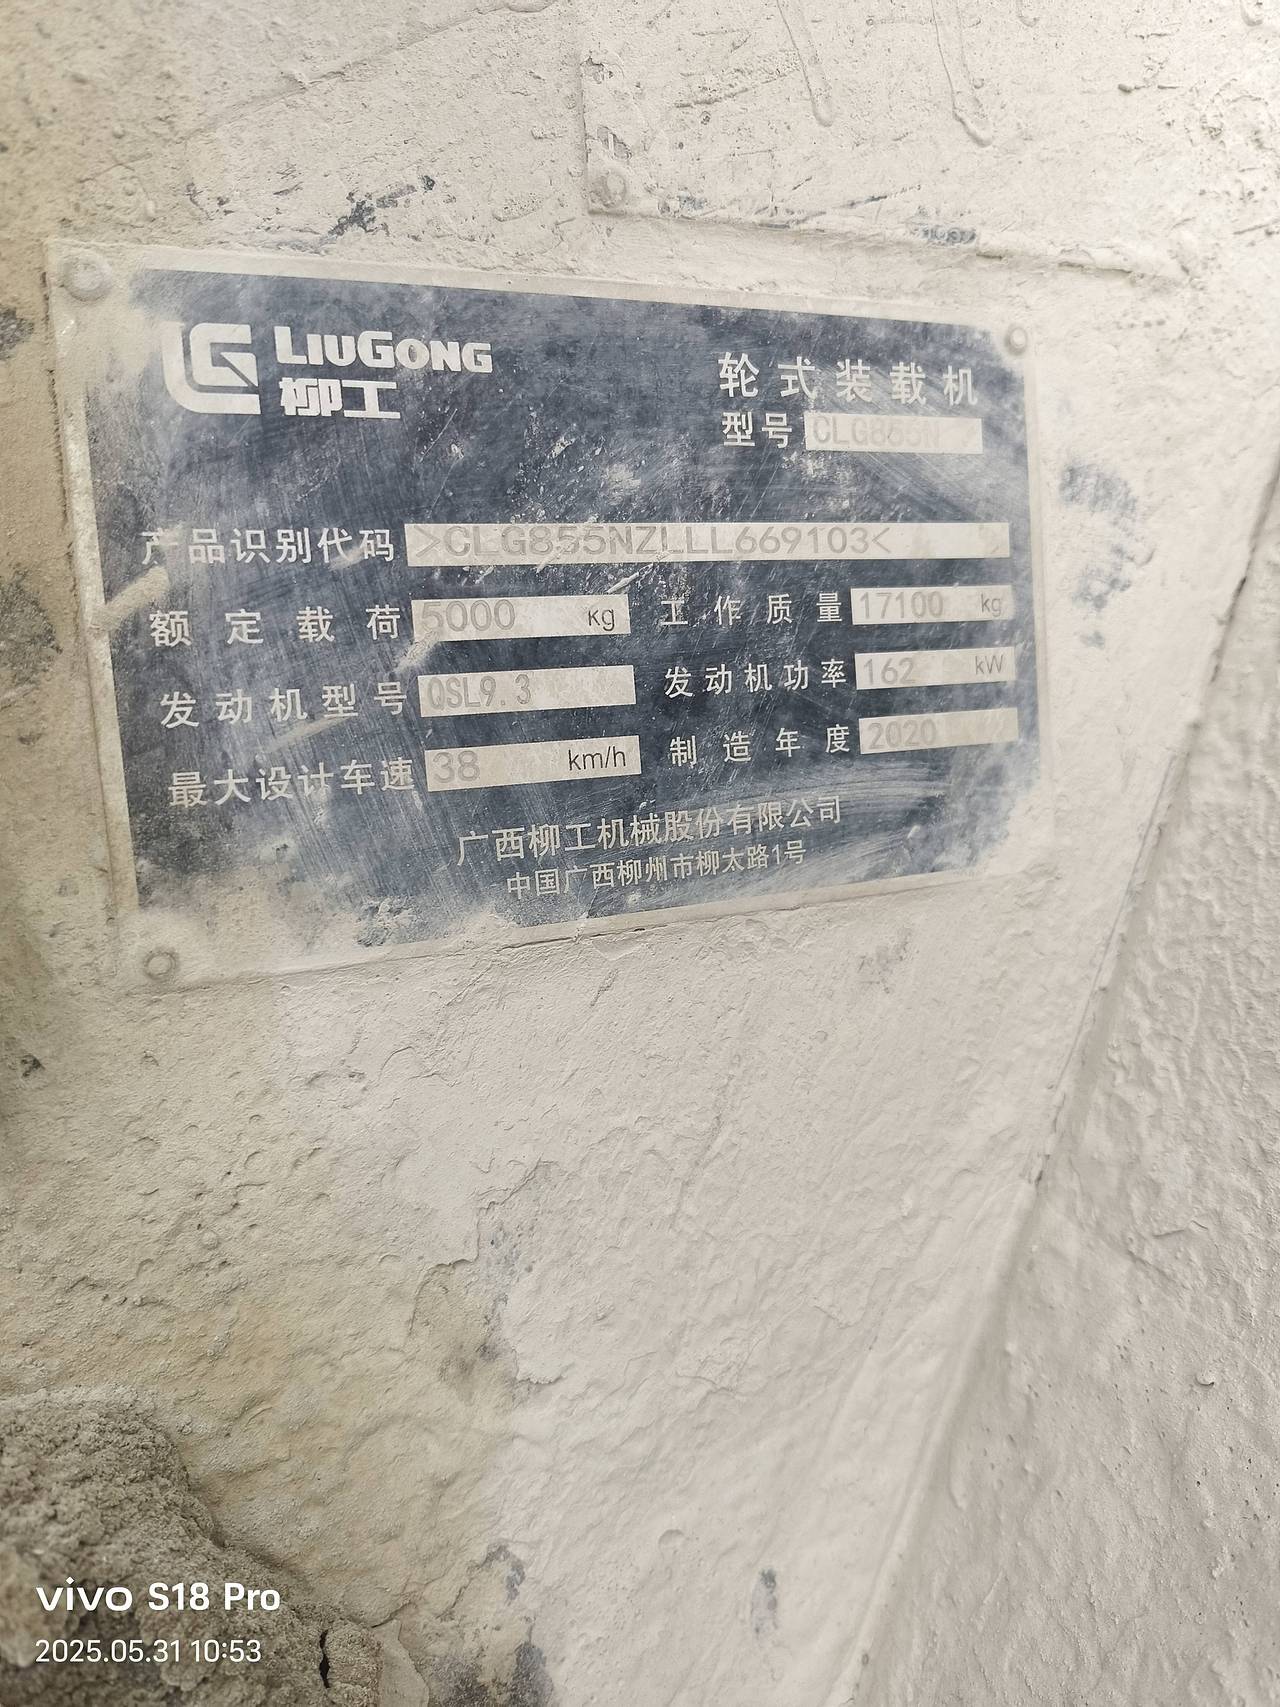 LIUGONG
柳工
轮式装载机
型号 CLG855N
产品识别代码 >CLG855NZLLL669103<
额定载荷 5000 kg 工作质量 17100 kg
发动机型号 QSL9.3 发动机功率 162 kW
最大设计车速 38 km/h 制造年度 2020
广西柳工机械股份有限公司
中国广西柳州市柳太路1号
vivo S18 Pro
2025.05.31 10:53